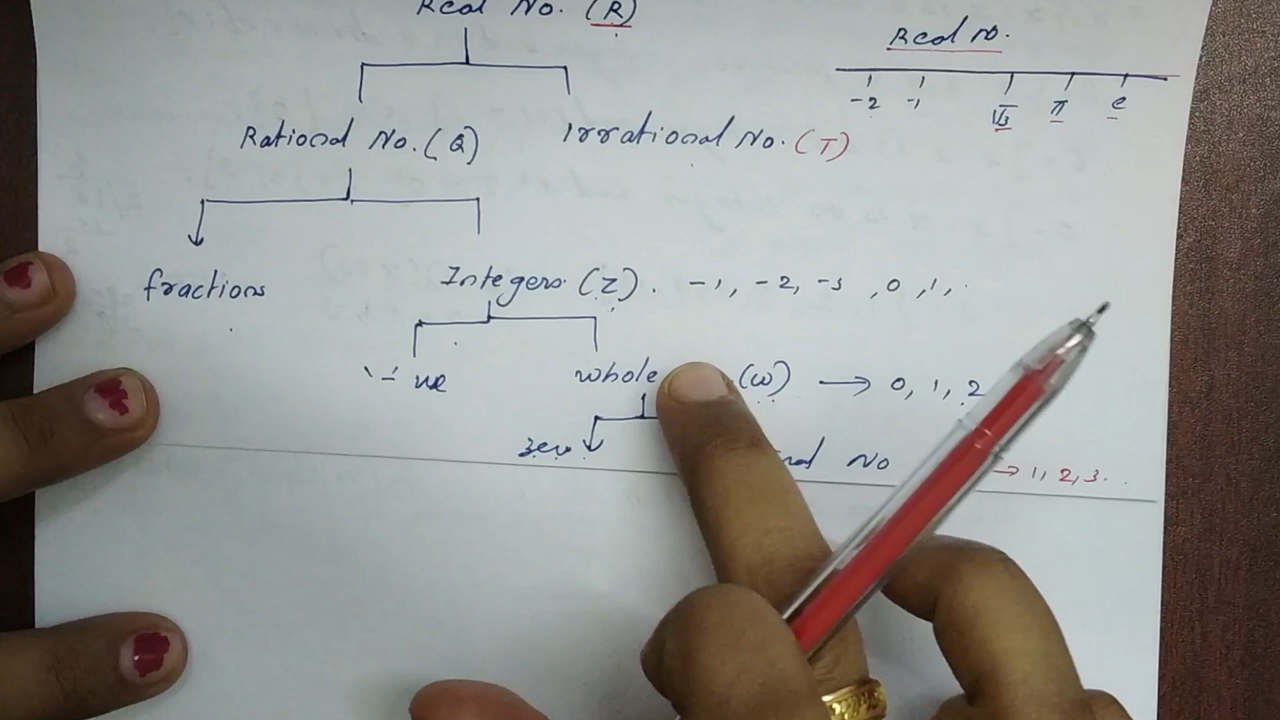 Real No. (R)
Real no.
-2 -1 √3 π e
Rational No. (Q) Irrational No. (T)
fractions Integers (Z). -1, -2, -3, 0, 1, .
'-' ve whole (W) → 0, 1, 2
zero No → 1, 2, 3..